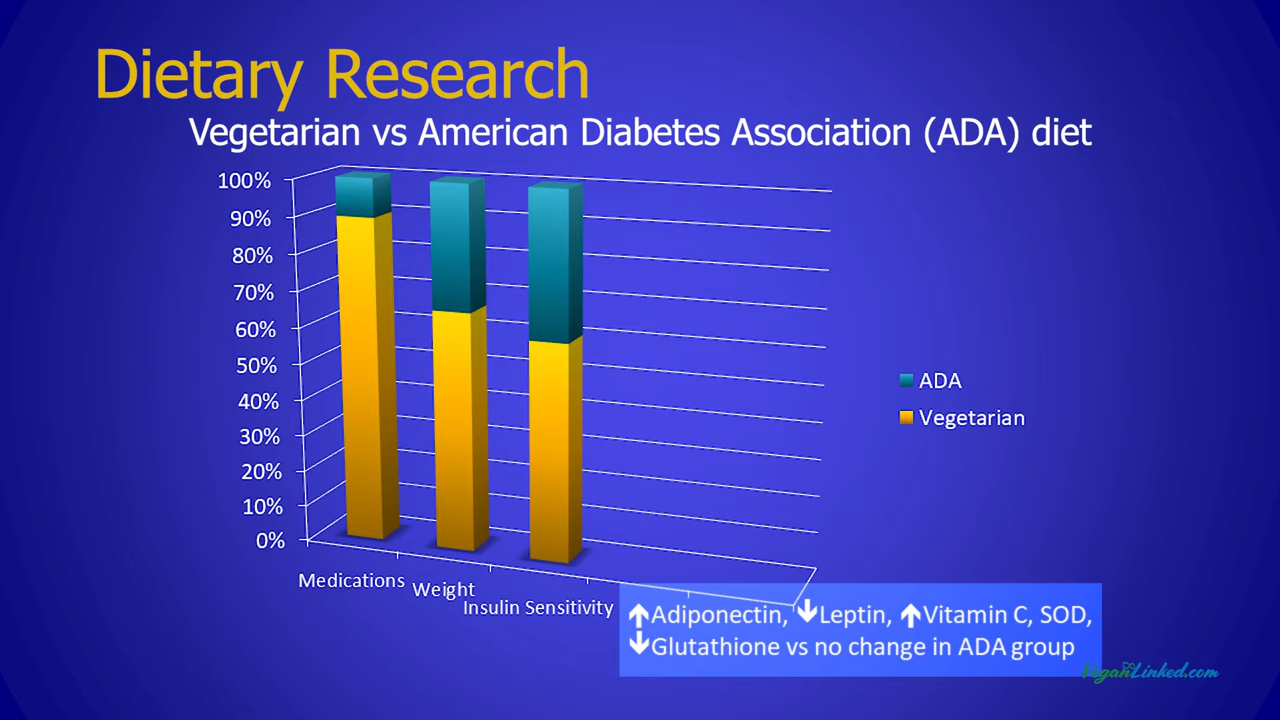 Dietary Research
Vegetarian vs American Diabetes Association (ADA) diet
100%
90%
80%
70%
60%
50%
40%
30%
20%
10%
0%
Medications
Weight
Insulin Sensitivity
ADA
Vegetarian
🡅Adiponectin, 🡇Leptin, 🡅Vitamin C, SOD,
🡇Glutathione vs no change in ADA group
VeganLinked.com